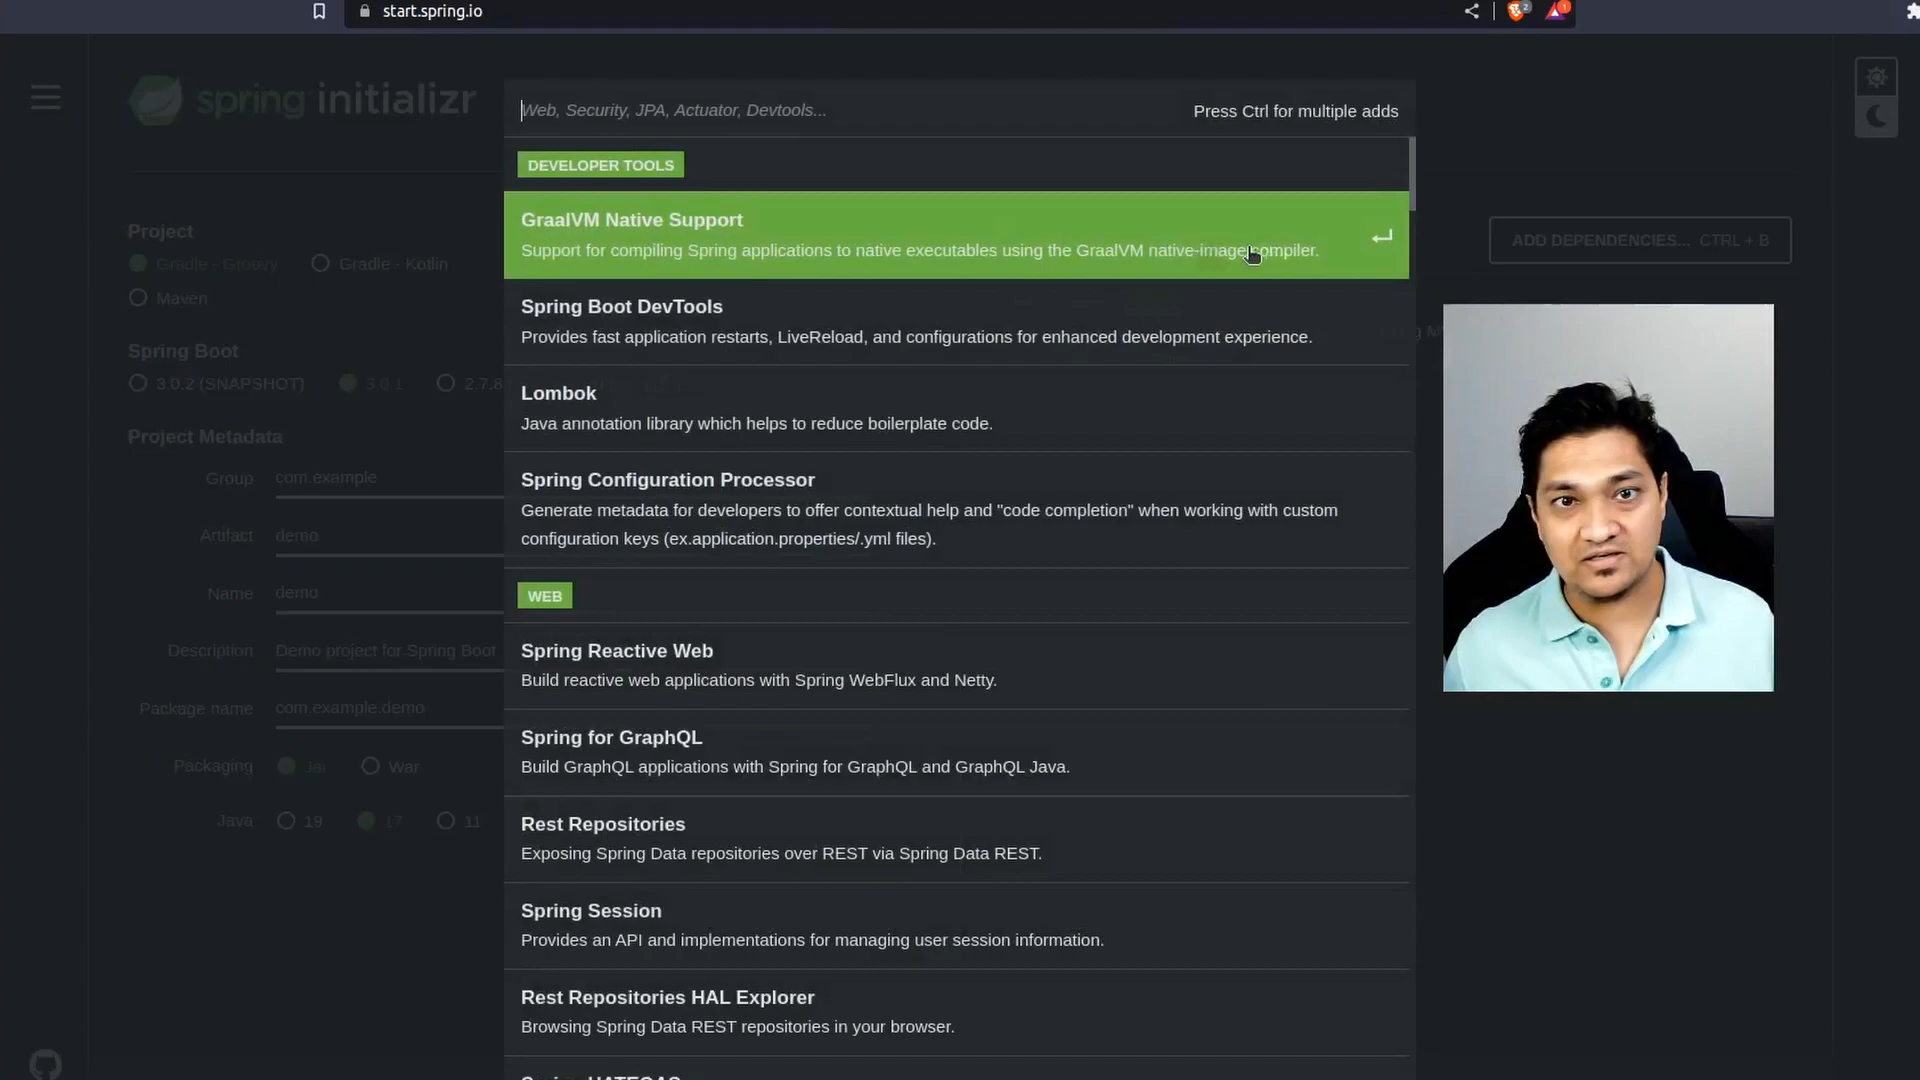 start.spring.io
2
1
spring initializr
Web, Security, JPA, Actuator, Devtools...
Press Ctrl for multiple adds
DEVELOPER TOOLS
GraalVM Native Support
Support for compiling Spring applications to native executables using the GraalVM native-image compiler.
Spring Boot DevTools
Provides fast application restarts, LiveReload, and configurations for enhanced development experience.
Lombok
Java annotation library which helps to reduce boilerplate code.
Spring Configuration Processor
Generate metadata for developers to offer contextual help and "code completion" when working with custom
configuration keys (ex.application.properties/.yml files).
WEB
Spring Reactive Web
Build reactive web applications with Spring WebFlux and Netty.
Spring for GraphQL
Build GraphQL applications with Spring for GraphQL and GraphQL Java.
Rest Repositories
Exposing Spring Data repositories over REST via Spring Data REST.
Spring Session
Provides an API and implementations for managing user session information.
Rest Repositories HAL Explorer
Browsing Spring Data REST repositories in your browser.
Project
Gradle - Groovy
Gradle - Kotlin
Maven
Spring Boot
3.0.2 (SNAPSHOT)
3.0.1
2.7.8
Project Metadata
Group
com.example
Artifact
demo
Name
demo
Description
Demo project for Spring Boot
Package name
com.example.demo
Packaging
Jar
War
Java
19
17
11
ADD DEPENDENCIES... CTRL + B